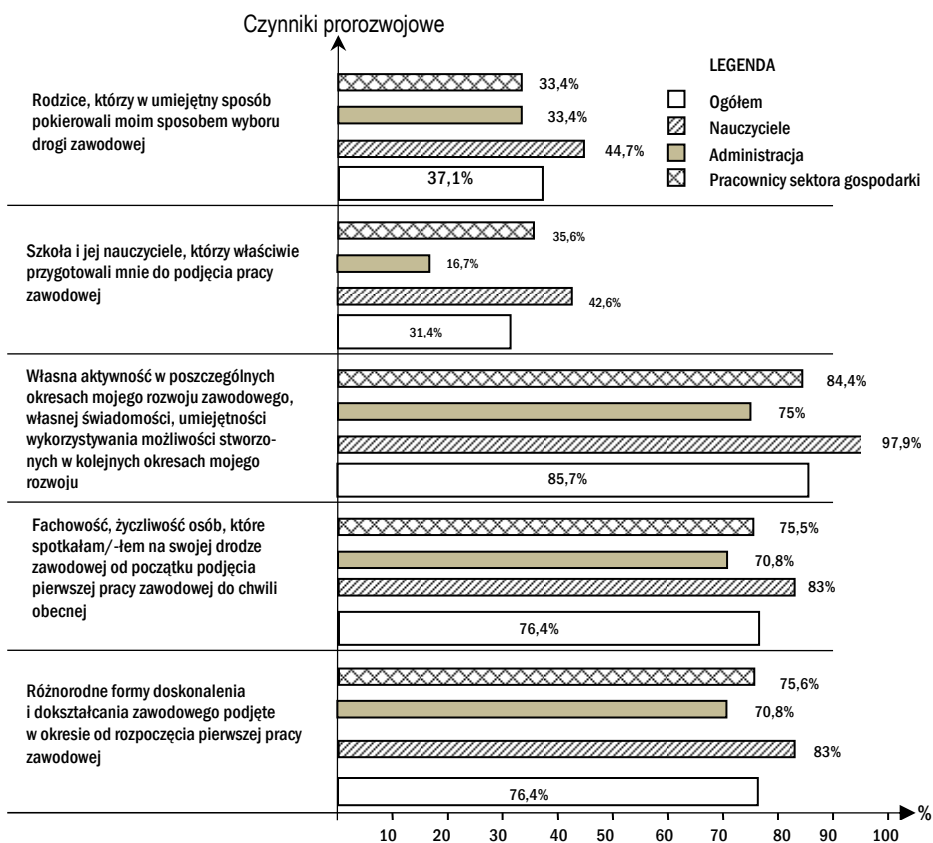 Czynniki prorozwojowe
LEGENDA
Ogółem
Nauczyciele
Administracja
Pracownicy sektora gospodarki
Rodzice, którzy w umiejętny sposób
pokierowali moim sposobem wyboru
drogi zawodowej
33,4%
33,4%
44,7%
37,1%
Szkoła i jej nauczyciele, którzy właściwie
przygotowali mnie do podjęcia pracy
zawodowej
35,6%
16,7%
42,6%
31,4%
Własna aktywność w poszczególnych
okresach mojego rozwoju zawodowego,
własnej świadomości, umiejętności
wykorzystywania możliwości stworzo-
nych w kolejnych okresach mojego
rozwoju
84,4%
75%
97,9%
85,7%
Fachowość, życzliwość osób, które
spotkałam/-łem na swojej drodze
zawodowej od początku podjęcia
pierwszej pracy zawodowej do chwili
obecnej
75,5%
70,8%
83%
76,4%
Różnorodne formy doskonalenia
i dokształcania zawodowego podjęte
w okresie od rozpoczęcia pierwszej pracy
zawodowej
75,6%
70,8%
83%
76,4%
%
10 20 30 40 50 60 70 80 90 100